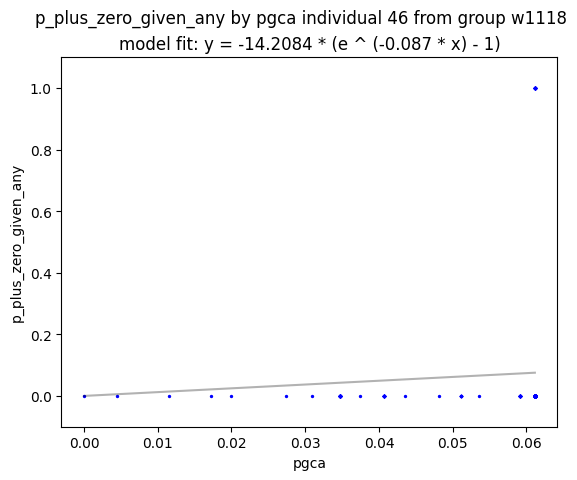 p_plus_zero_given_any by pgca individual 46 from group w1118
model fit: y = -14.2084 * (e ^ (-0.087 * x) - 1)
1.0
0.8
0.6
0.4
0.2
0.0
p_plus_zero_given_any
0.00 0.01 0.02 0.03 0.04 0.05 0.06
pgca